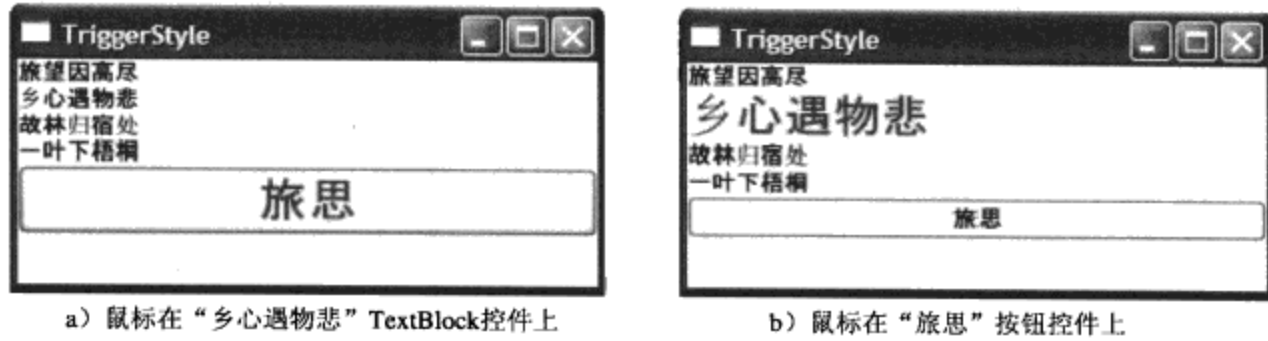 TriggerStyle
旅望因高尽
乡心遇物悲
故林归宿处
一叶下梧桐
旅思
a）鼠标在“乡心遇物悲”TextBlock控件上
TriggerStyle
旅望因高尽
乡心遇物悲
故林归宿处
一叶下梧桐
旅思
b）鼠标在“旅思”按钮控件上